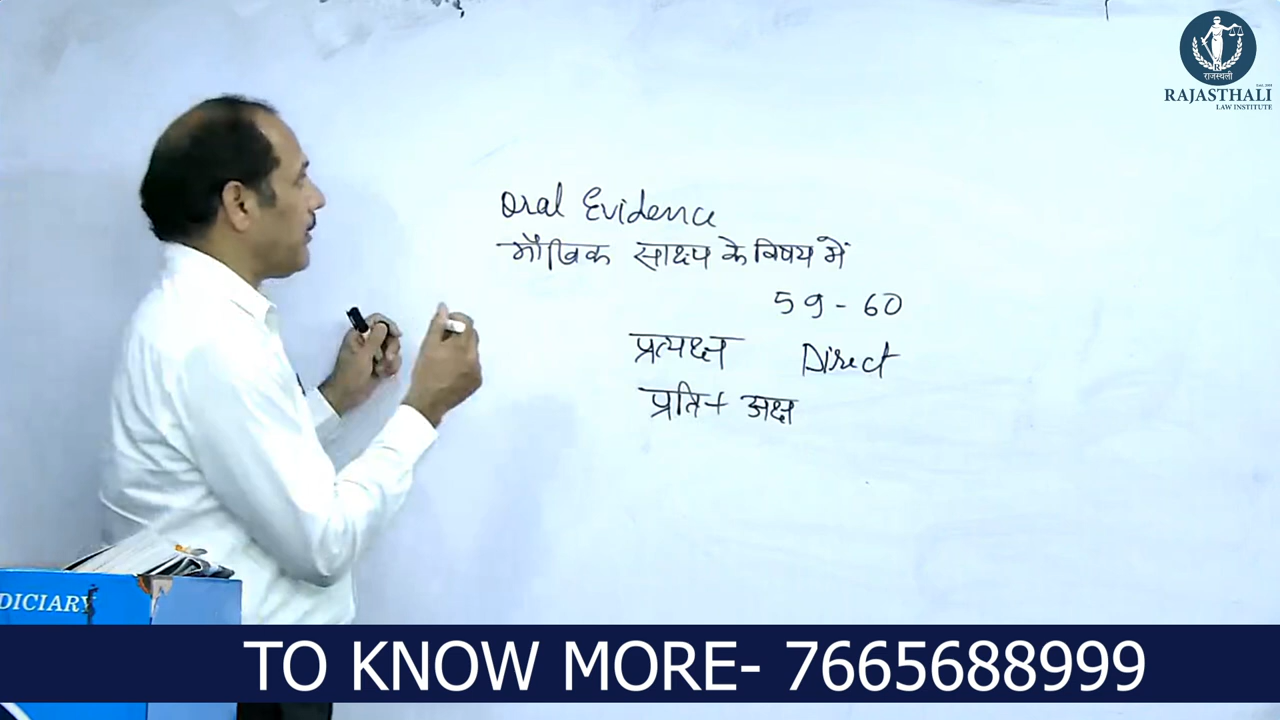 राजस्थली
RAJASTHALI
LAW INSTITUTE
Oral Evidence
मौखिक साक्ष्य के विषय में
59-60
प्रत्यक्ष Direct
प्रति+ अक्ष
DICIARY
TO KNOW MORE- 7665688999